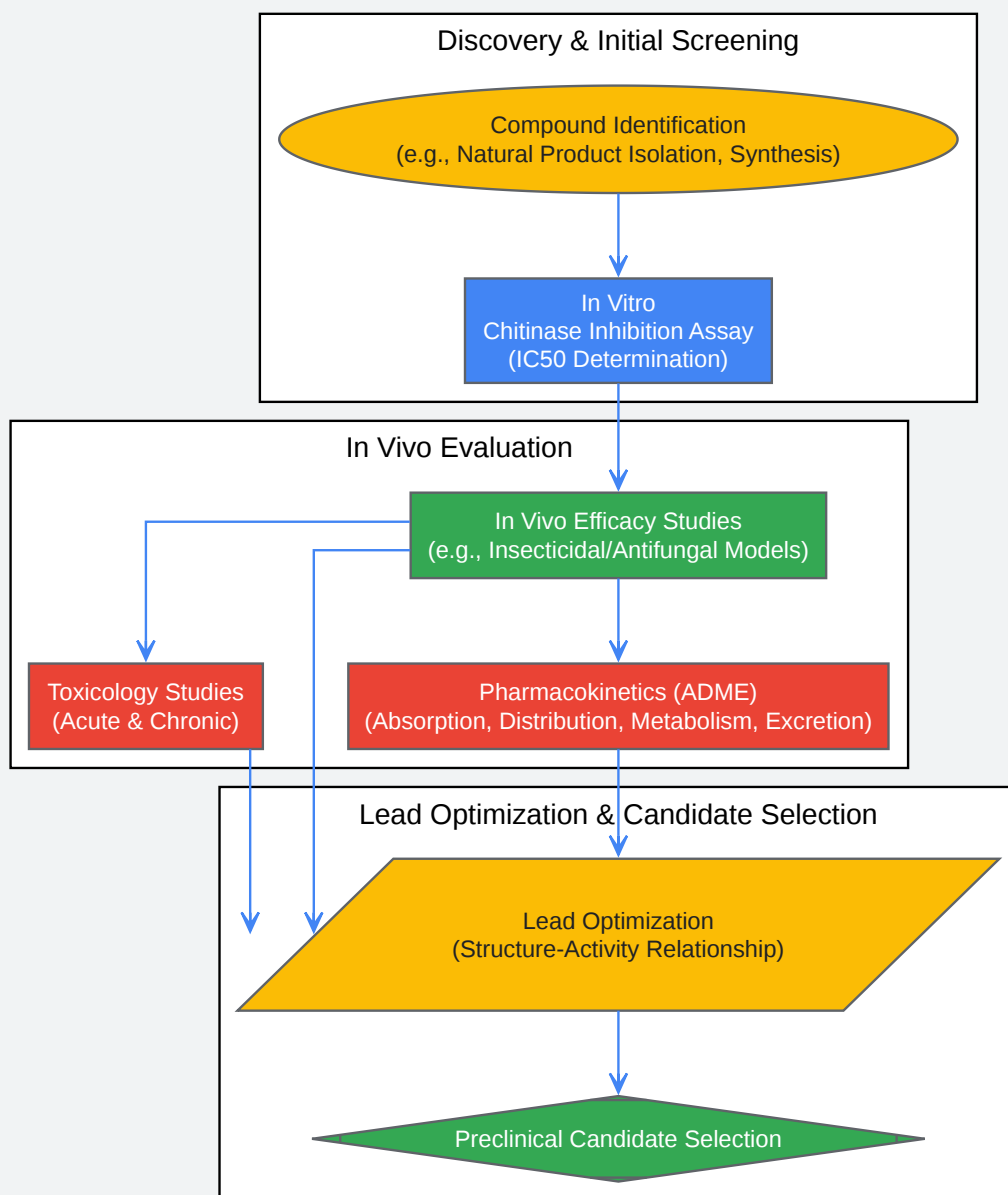 Discovery & Initial Screening
Compound Identification
(e.g., Natural Product Isolation, Synthesis)
In Vitro
Chitinase Inhibition Assay
(IC50 Determination)
In Vivo Evaluation
In Vivo Efficacy Studies
(e.g., Insecticidal/Antifungal Models)
Toxicology Studies
(Acute & Chronic)
Pharmacokinetics (ADME)
(Absorption, Distribution, Metabolism, Excretion)
Lead Optimization & Candidate Selection
Lead Optimization
(Structure-Activity Relationship)
Preclinical Candidate Selection